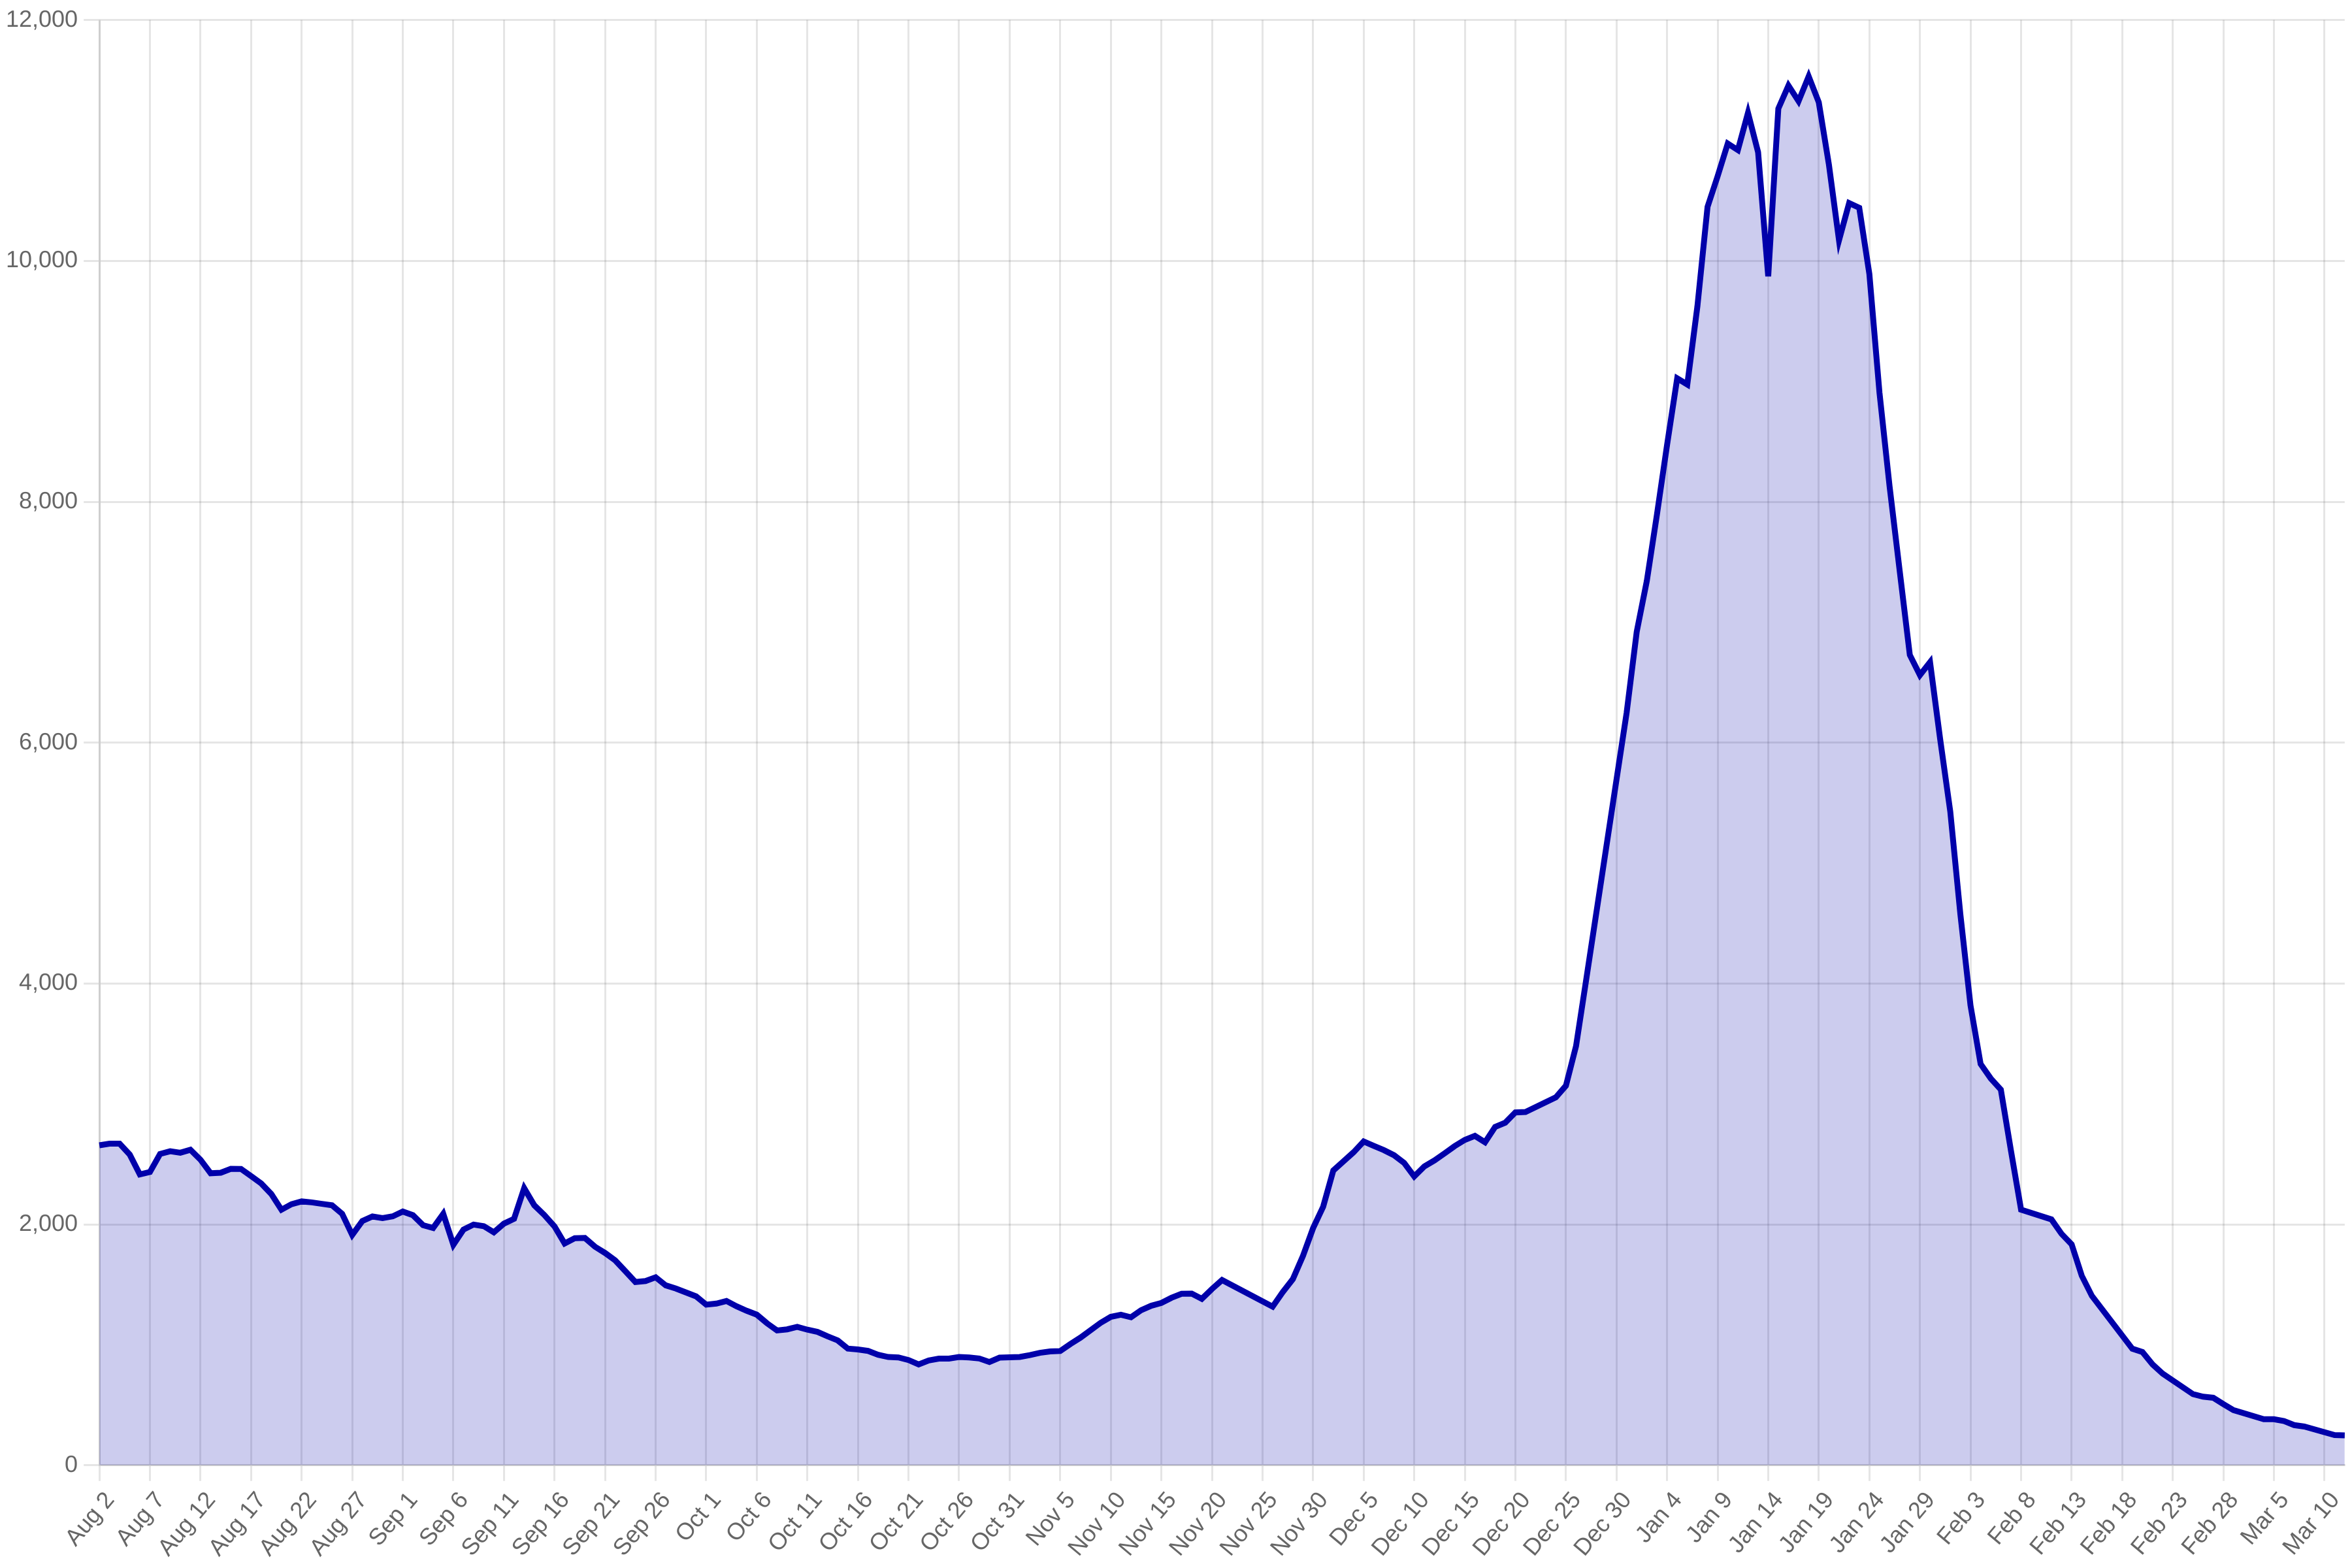 12,000
10,000
8,000
6,000
4,000
2,000
0
Aug 2
Aug 7
Aug 12
Aug 17
Aug 22
Aug 27
Sep 1
Sep 6
Sep 11
Sep 16
Sep 21
Sep 26
Oct 1
Oct 6
Oct 11
Oct 16
Oct 21
Oct 26
Oct 31
Nov 5
Nov 10
Nov 15
Nov 20
Nov 25
Nov 30
Dec 5
Dec 10
Dec 15
Dec 20
Dec 25
Dec 30
Jan 4
Jan 9
Jan 14
Jan 19
Jan 24
Jan 29
Feb 3
Feb 8
Feb 13
Feb 18
Feb 23
Feb 28
Mar 5
Mar 10